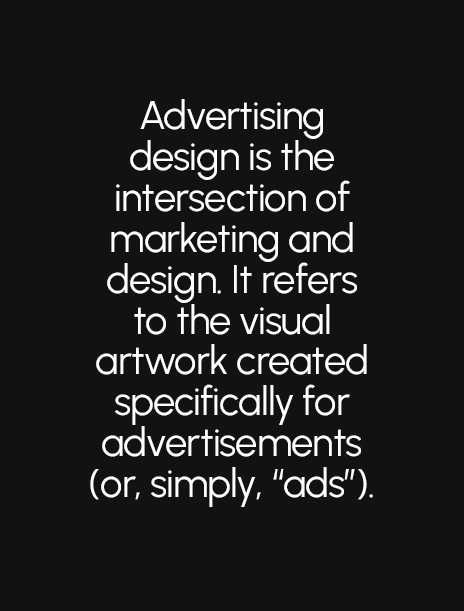 Advertising
design is the
intersection of
marketing and
design. It refers
to the visual
artwork created
specifically for
advertisements
(or, simply, “ads”).